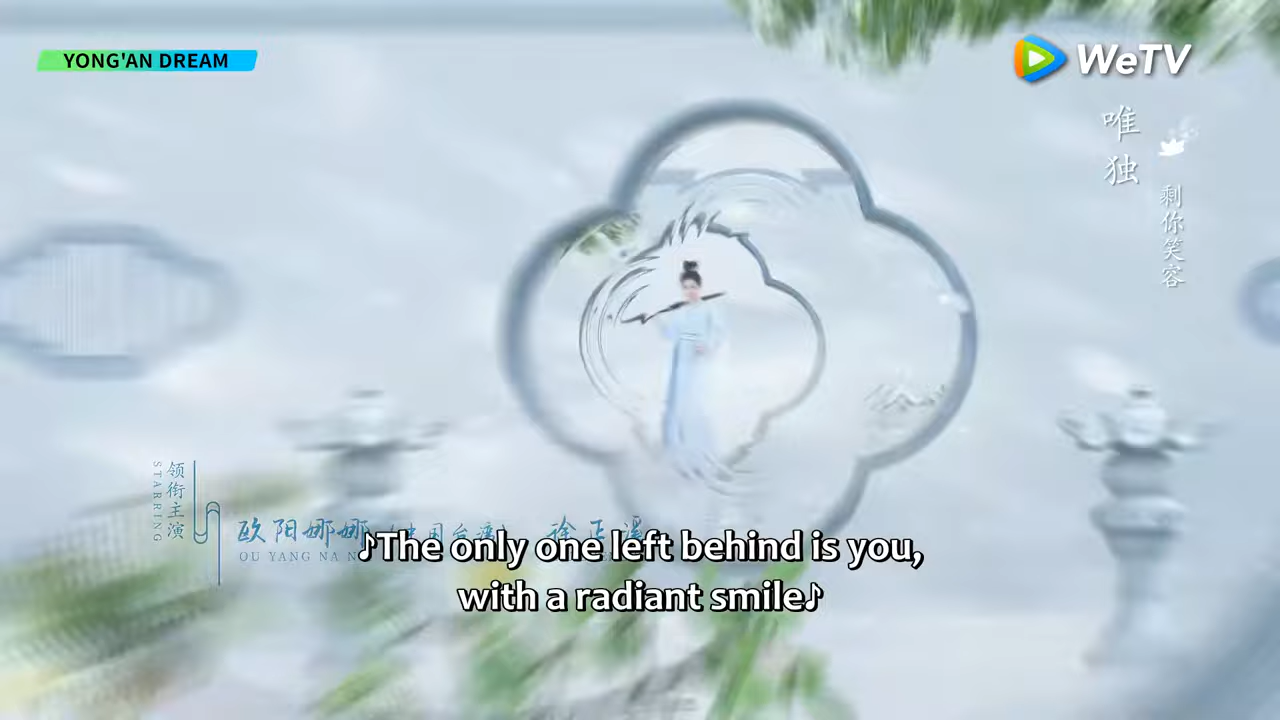 YONG'AN DREAM
WeTV
唯独
剩你笑容
领衔主演
STARRING
欧阳娜娜
OU YANG NA N
♪The only one left behind is you,
with a radiant smile♪